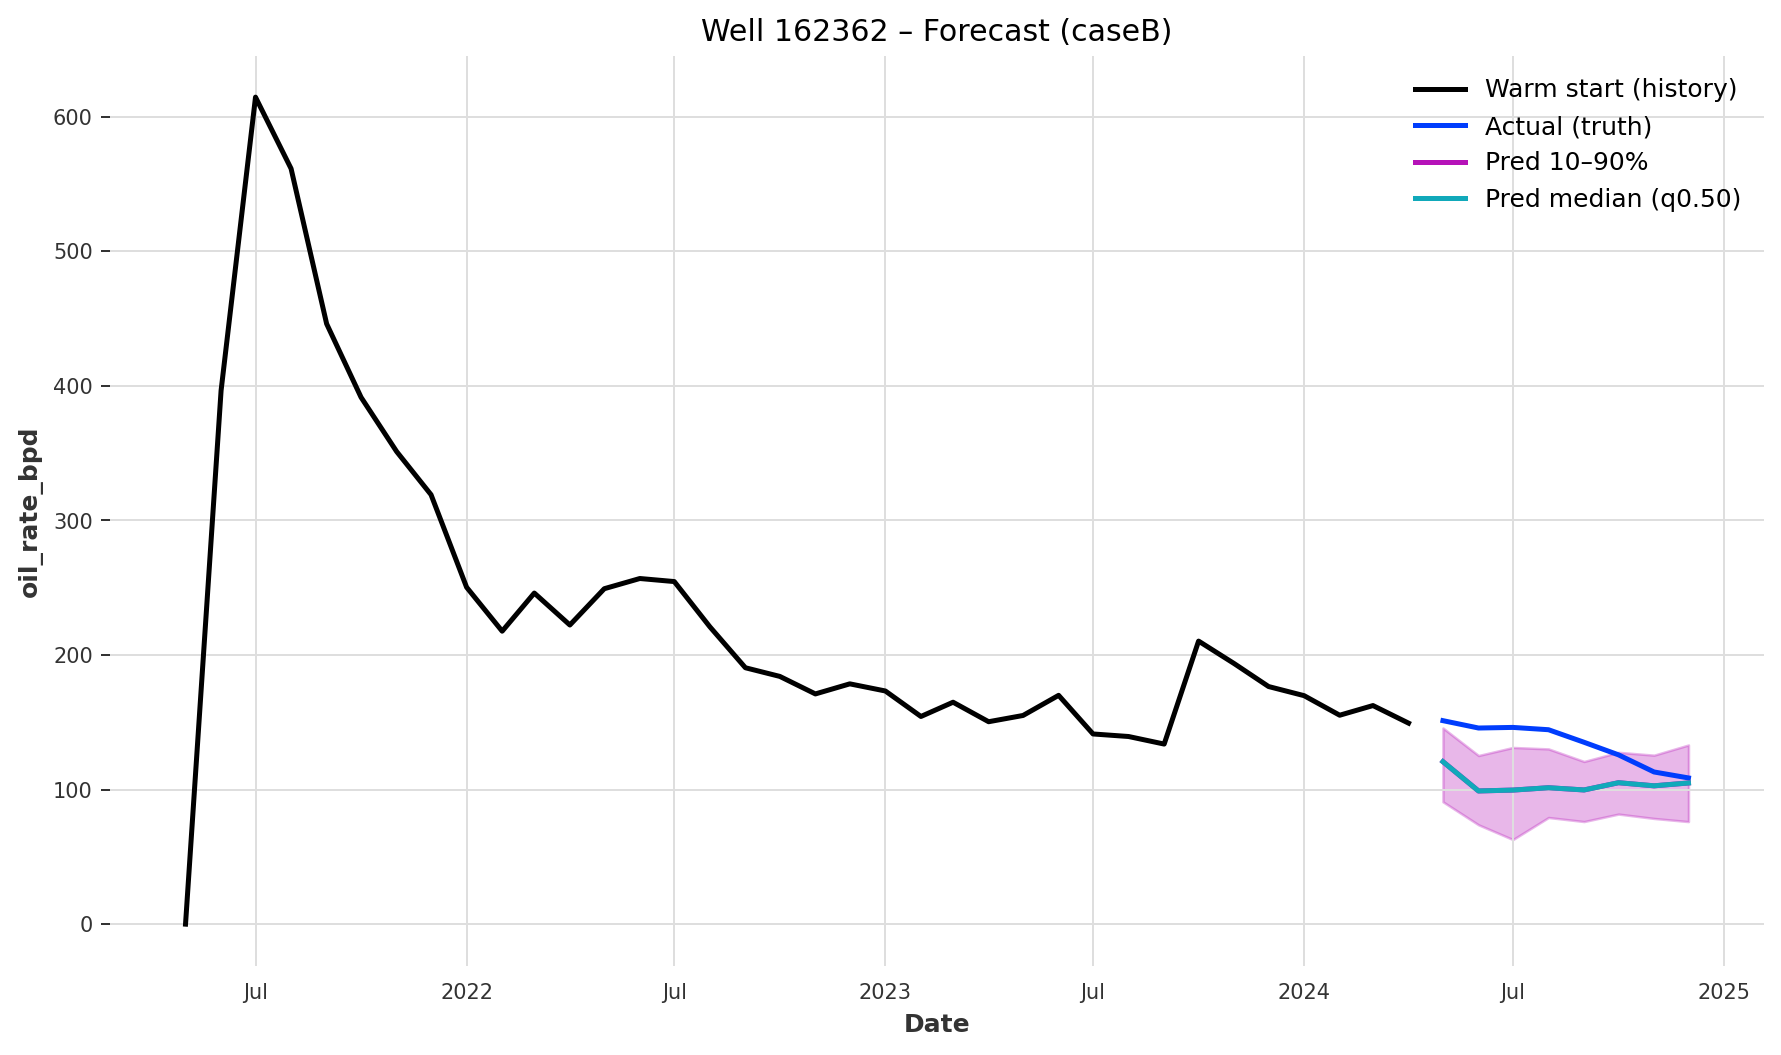 Well 162362 – Forecast (caseB)
Warm start (history)
Actual (truth)
Pred 10–90%
Pred median (q0.50)
oil_rate_bpd
600
500
400
300
200
100
0
Jul
2022
Jul
2023
Jul
2024
Jul
2025
Date